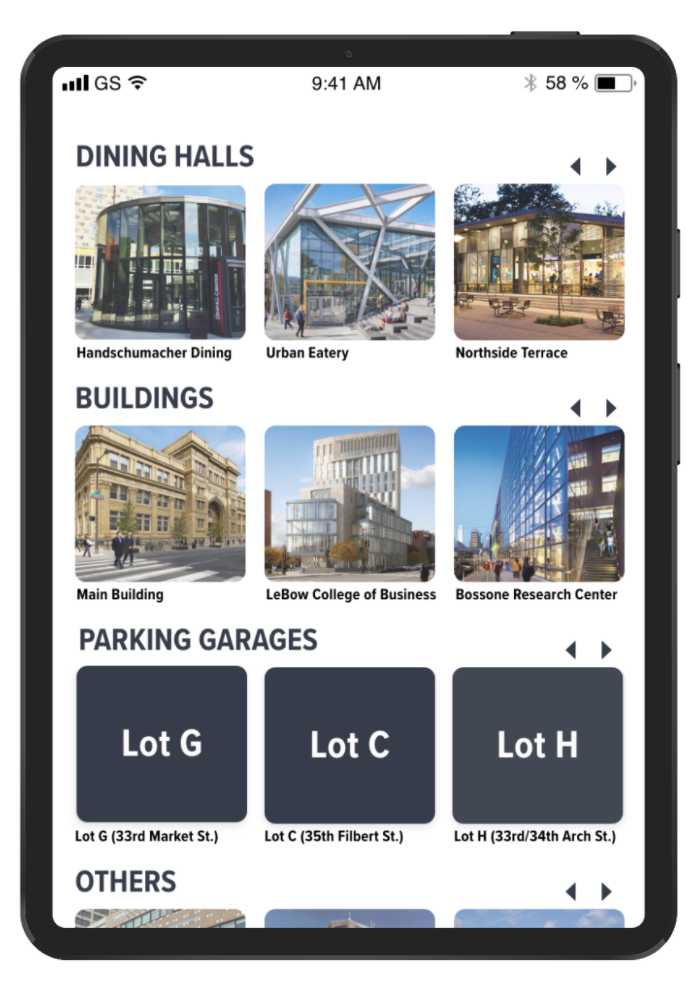 GS 9:41 AM 58 %
DINING HALLS
DINING CENTER
Handschumacher Dining Urban Eatery Northside Terrace
BUILDINGS
Main Building LeBow College of Business Bossone Research Center
PARKING GARAGES
Lot G Lot C Lot H
Lot G (33rd Market St.) Lot C (35th Filbert St.) Lot H (33rd/34th Arch St.)
OTHERS